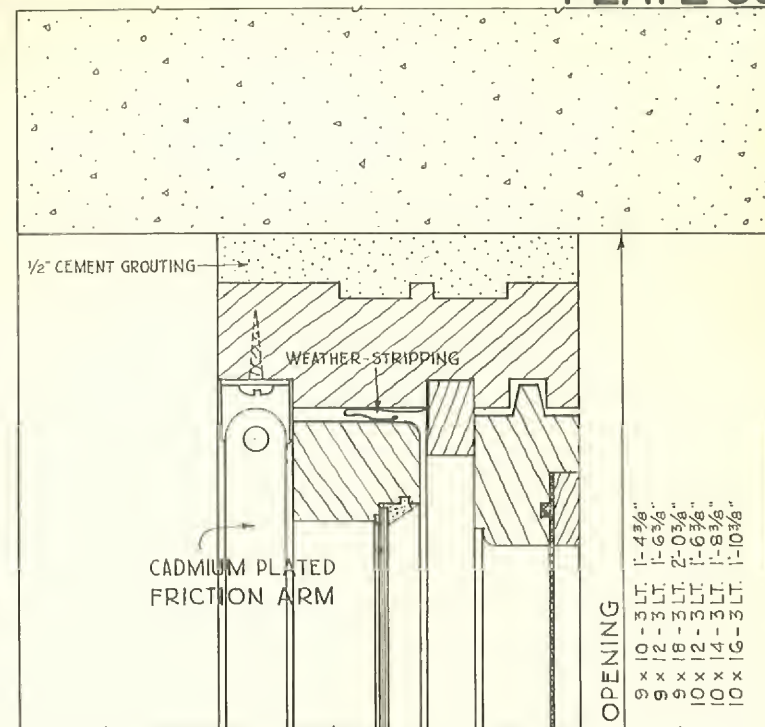 1/2" CEMENT GROUTING
WEATHER-STRIPPING
CADMIUM PLATED
FRICTION ARM
OPENING
9 x 10 - 3 LT. 1'-4 3/8"
9 x 12 - 3 LT. 1'-6 3/8"
9 x 18 - 3 LT. 2'-0 3/8"
10 x 12 - 3 LT. 1'-6 3/8"
10 x 14 - 3 LT. 1'-8 3/8"
10 x 16 - 3 LT. 1'-10 3/8"